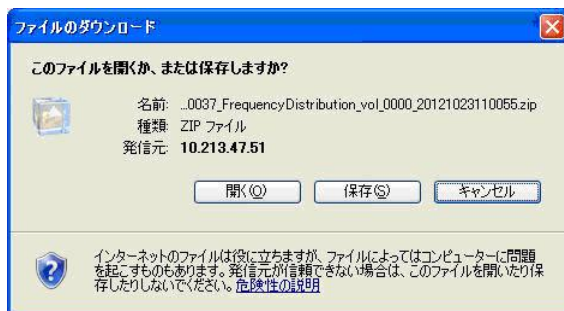 ファイルのダウンロード
このファイルを開くか、または保存しますか?
名前: ...0037_FrequencyDistribution_vol_0000_20121023110055.zip
種類: ZIP ファイル
発信元: 10.213.47.51
開く(O) 保存(S) キャンセル
インターネットのファイルは役に立ちますが、ファイルによってはコンピューターに問題
を起こすものもあります。発信元が信頼できない場合は、このファイルを開いたり保
存したりしないでください。危険性の説明